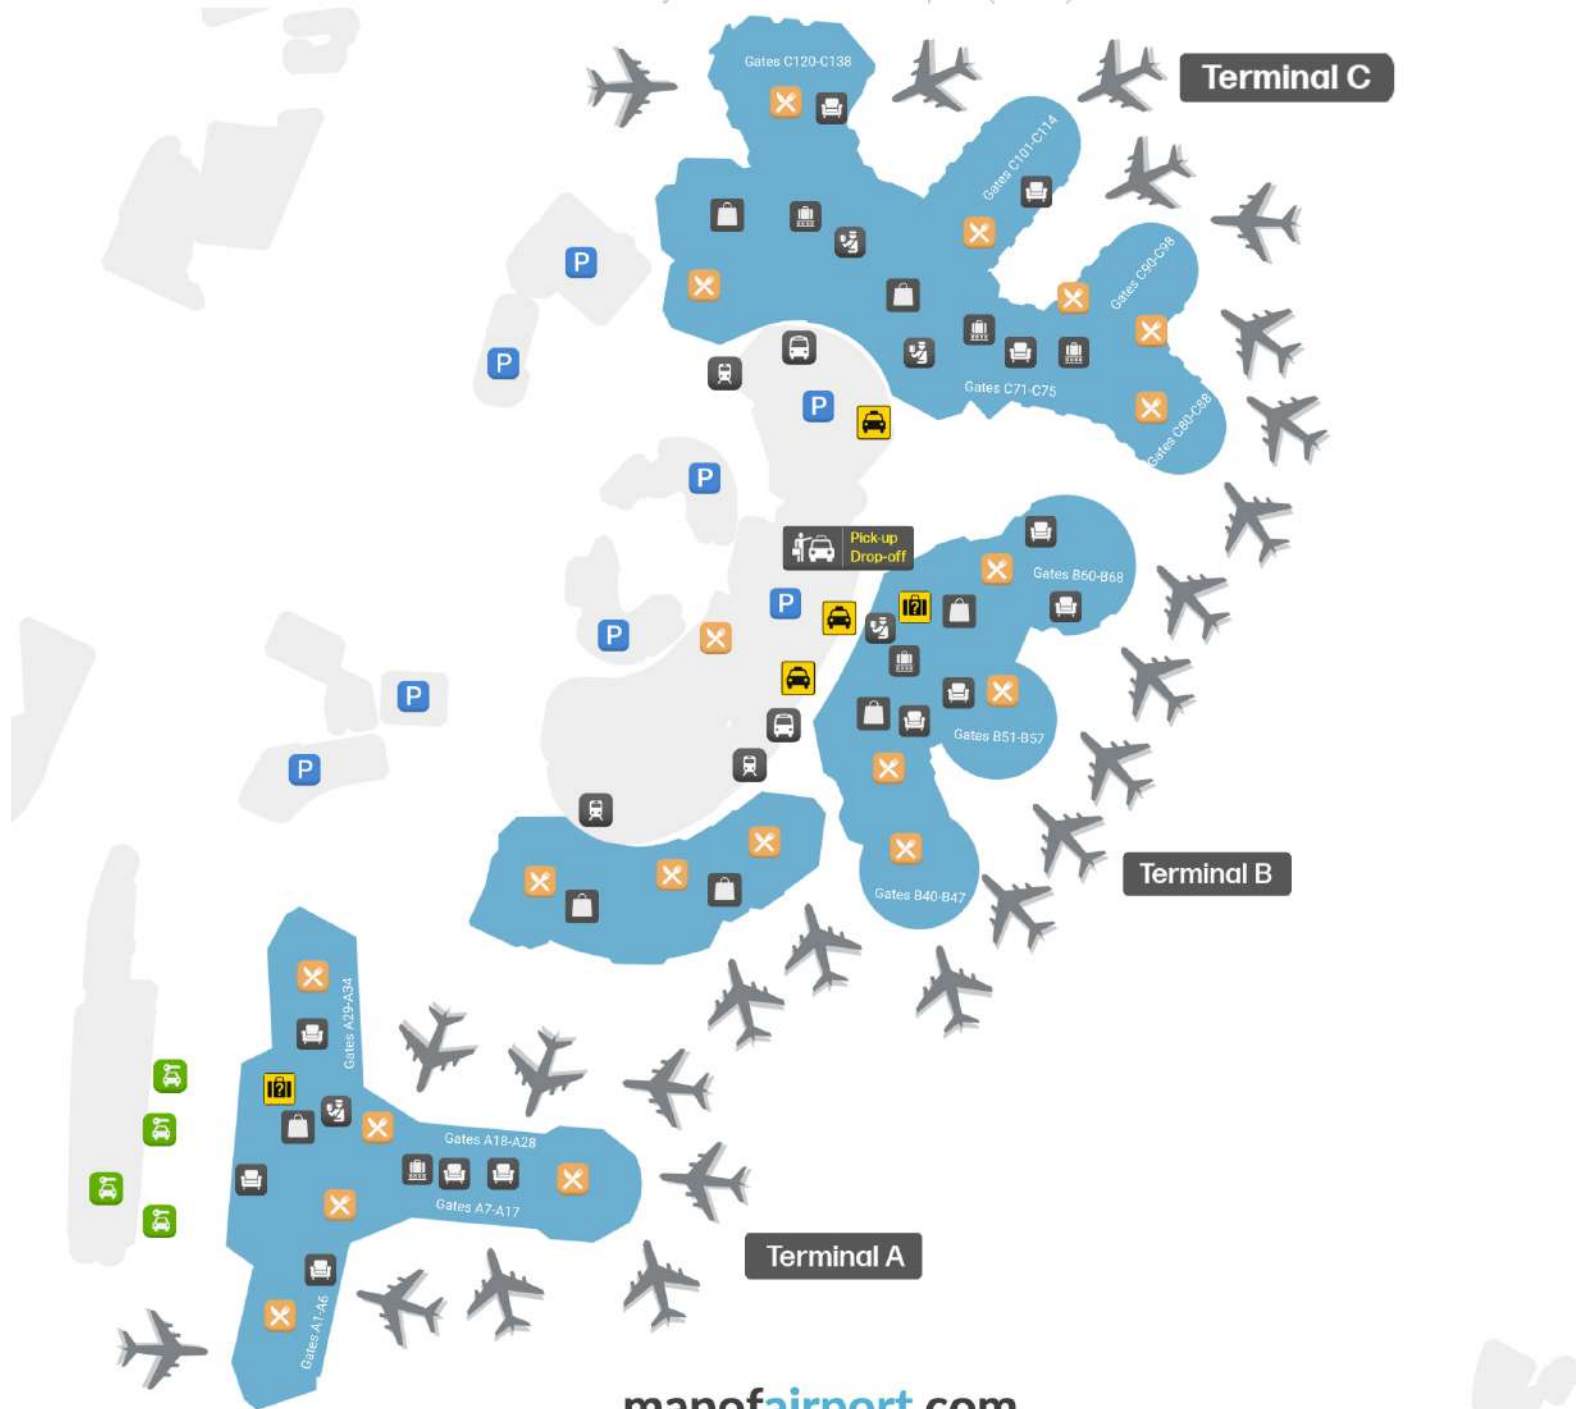 Gates C120-C138
Terminal C
Gates C101-C114
P
Gates C90-C98
P
Gates C71-C75
P
Gates C80-C88
P
Pick-up
Drop-off
Gates B60-B68
P
?
P
P
Gates B51-B57
P
Terminal B
Gates B40-B47
Gates A29-A34
?
Gates A18-A28
Gates A7-A17
Terminal A
Gates A1-A6
mapofairport.com